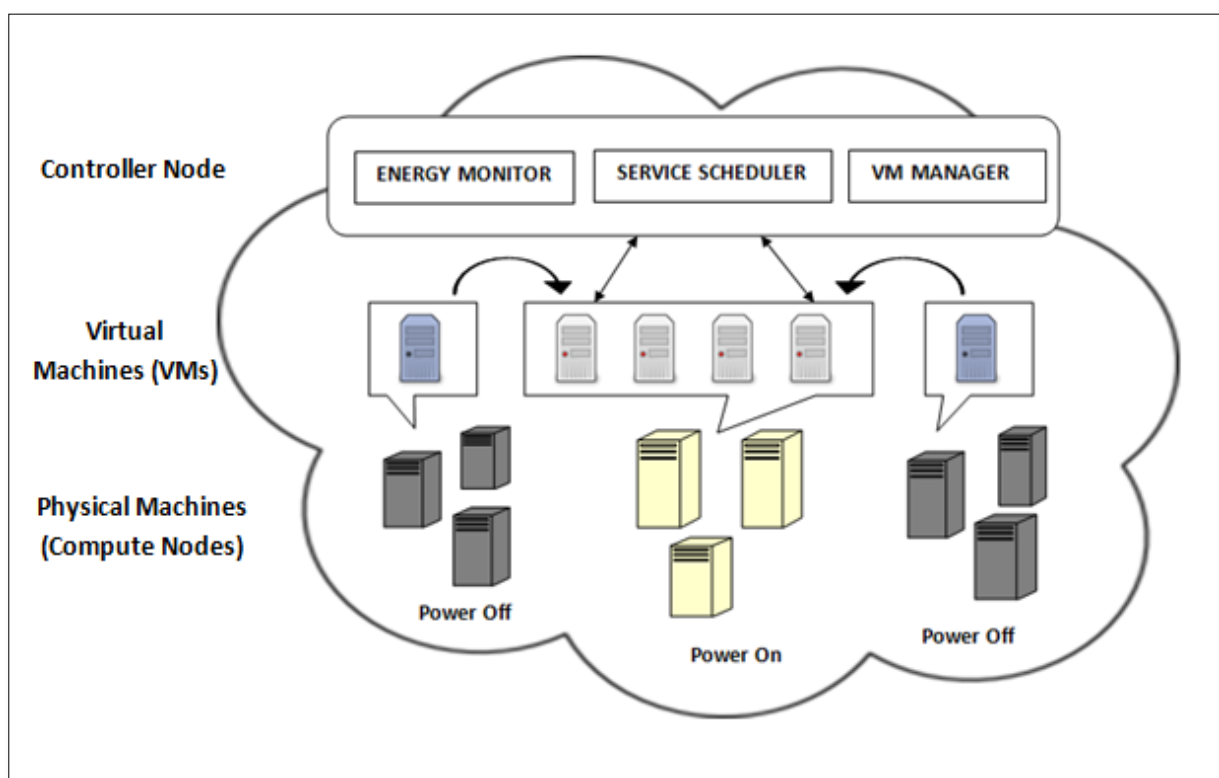 Controller Node
ENERGY MONITOR
SERVICE SCHEDULER
VM MANAGER
Virtual
Machines (VMs)
Physical Machines
(Compute Nodes)
Power Off
Power On
Power Off